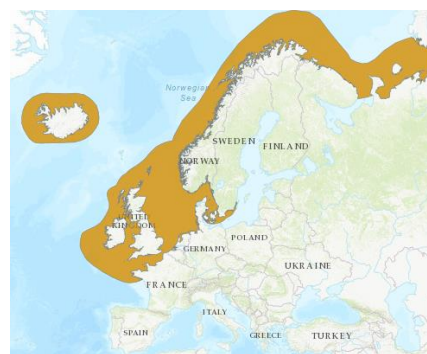 Norwegian
Sea
SWEDEN
FINLAND
NORWAY
UNITED
KINGDOM
GERMANY
POLAND
UKRAINE
FRANCE
ITALY
SPAIN
GREECE
TURKEY